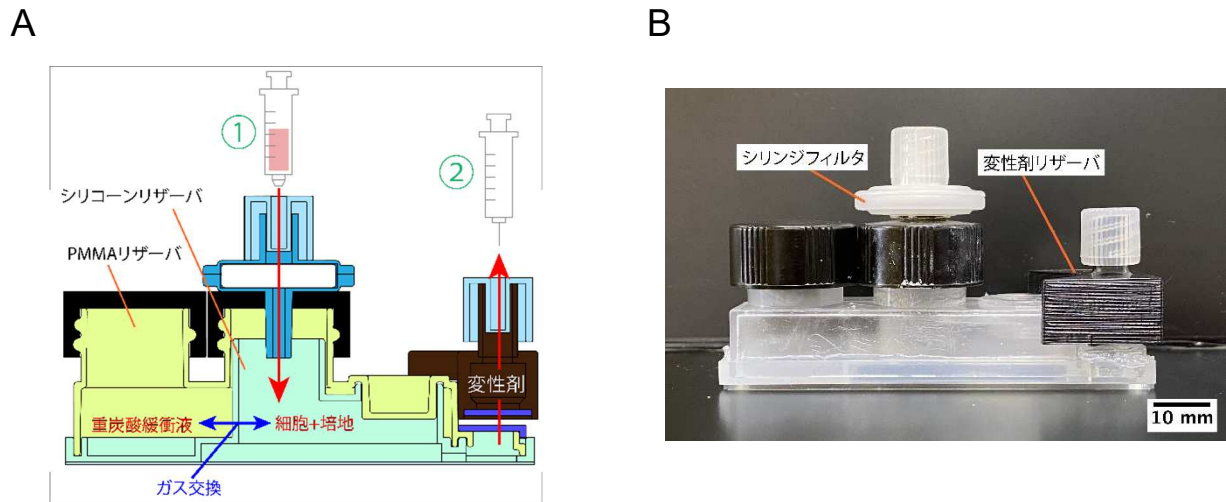 A
B
①
②
シリコーンリザーバ
PMMAリザーバ
変性剤
重炭酸緩衝液
細胞+培地
ガス交換
シリンジフィルタ
変性剤リザーバ
10 mm